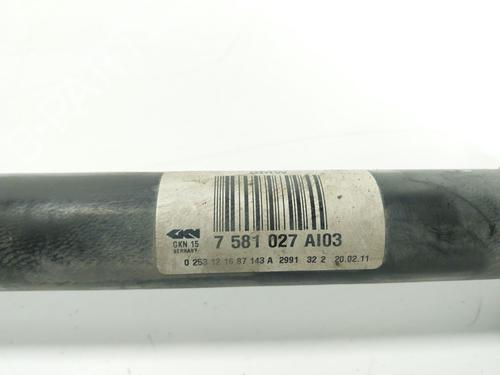 BMW
GKN
GKN 15
GERMANY
7 581 027 AI03
0 253 12 16 87 143 A 2991 32 2 20.02.11